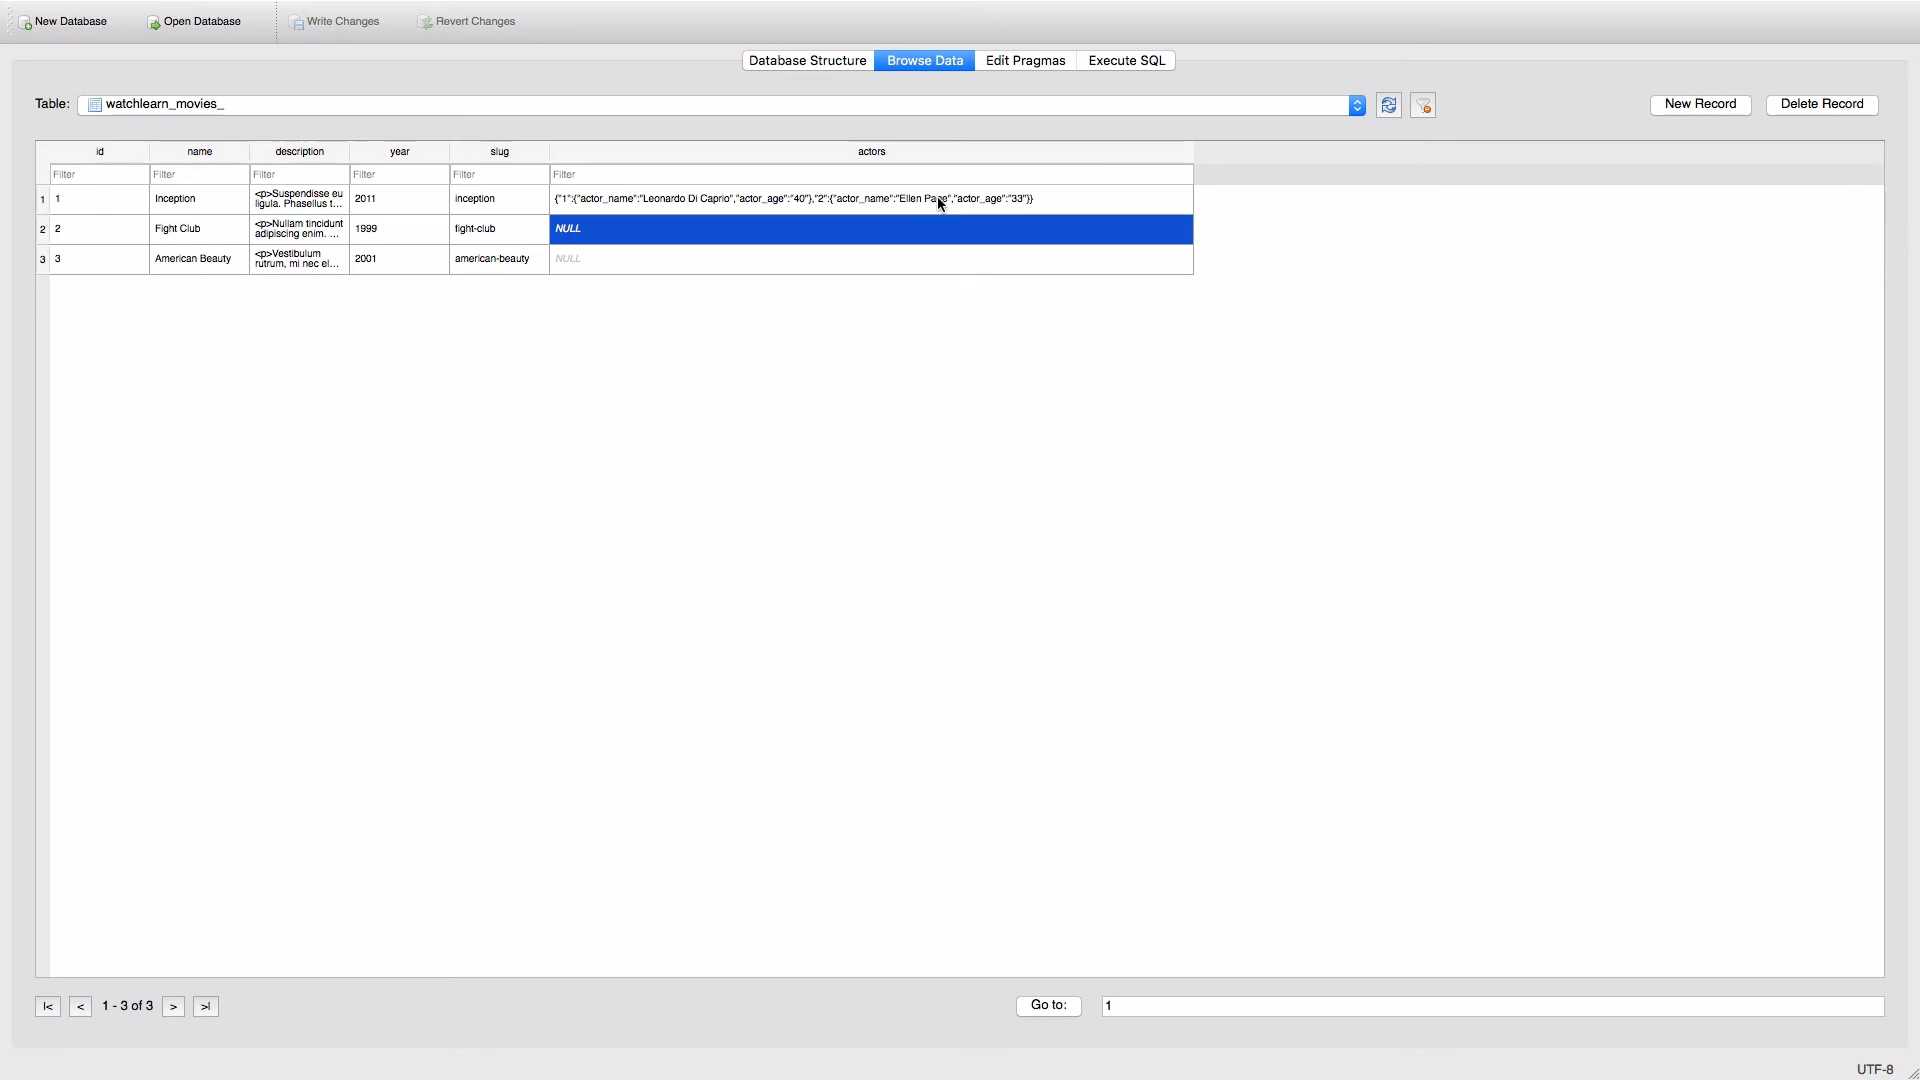 New Database Open Database Write Changes Revert Changes
Database Structure Browse Data Edit Pragmas Execute SQL
Table: watchlearn_movies_ New Record Delete Record
id name description year slug actors
Filter Filter Filter Filter Filter Filter
1 1 Inception <p>Suspendisse eu ligula. Phasellus t... 2011 inception {"1":{"actor_name":"Leonardo Di Caprio","actor_age":"40"},"2":{"actor_name":"Ellen Page","actor_age":"33"}}
2 2 Fight Club <p>Nullam tincidunt adipiscing enim. ... 1999 fight-club NULL
3 3 American Beauty <p>Vestibulum rutrum, mi nec el... 2001 american-beauty NULL
|< < 1 - 3 of 3 > >| Go to: 1
UTF-8